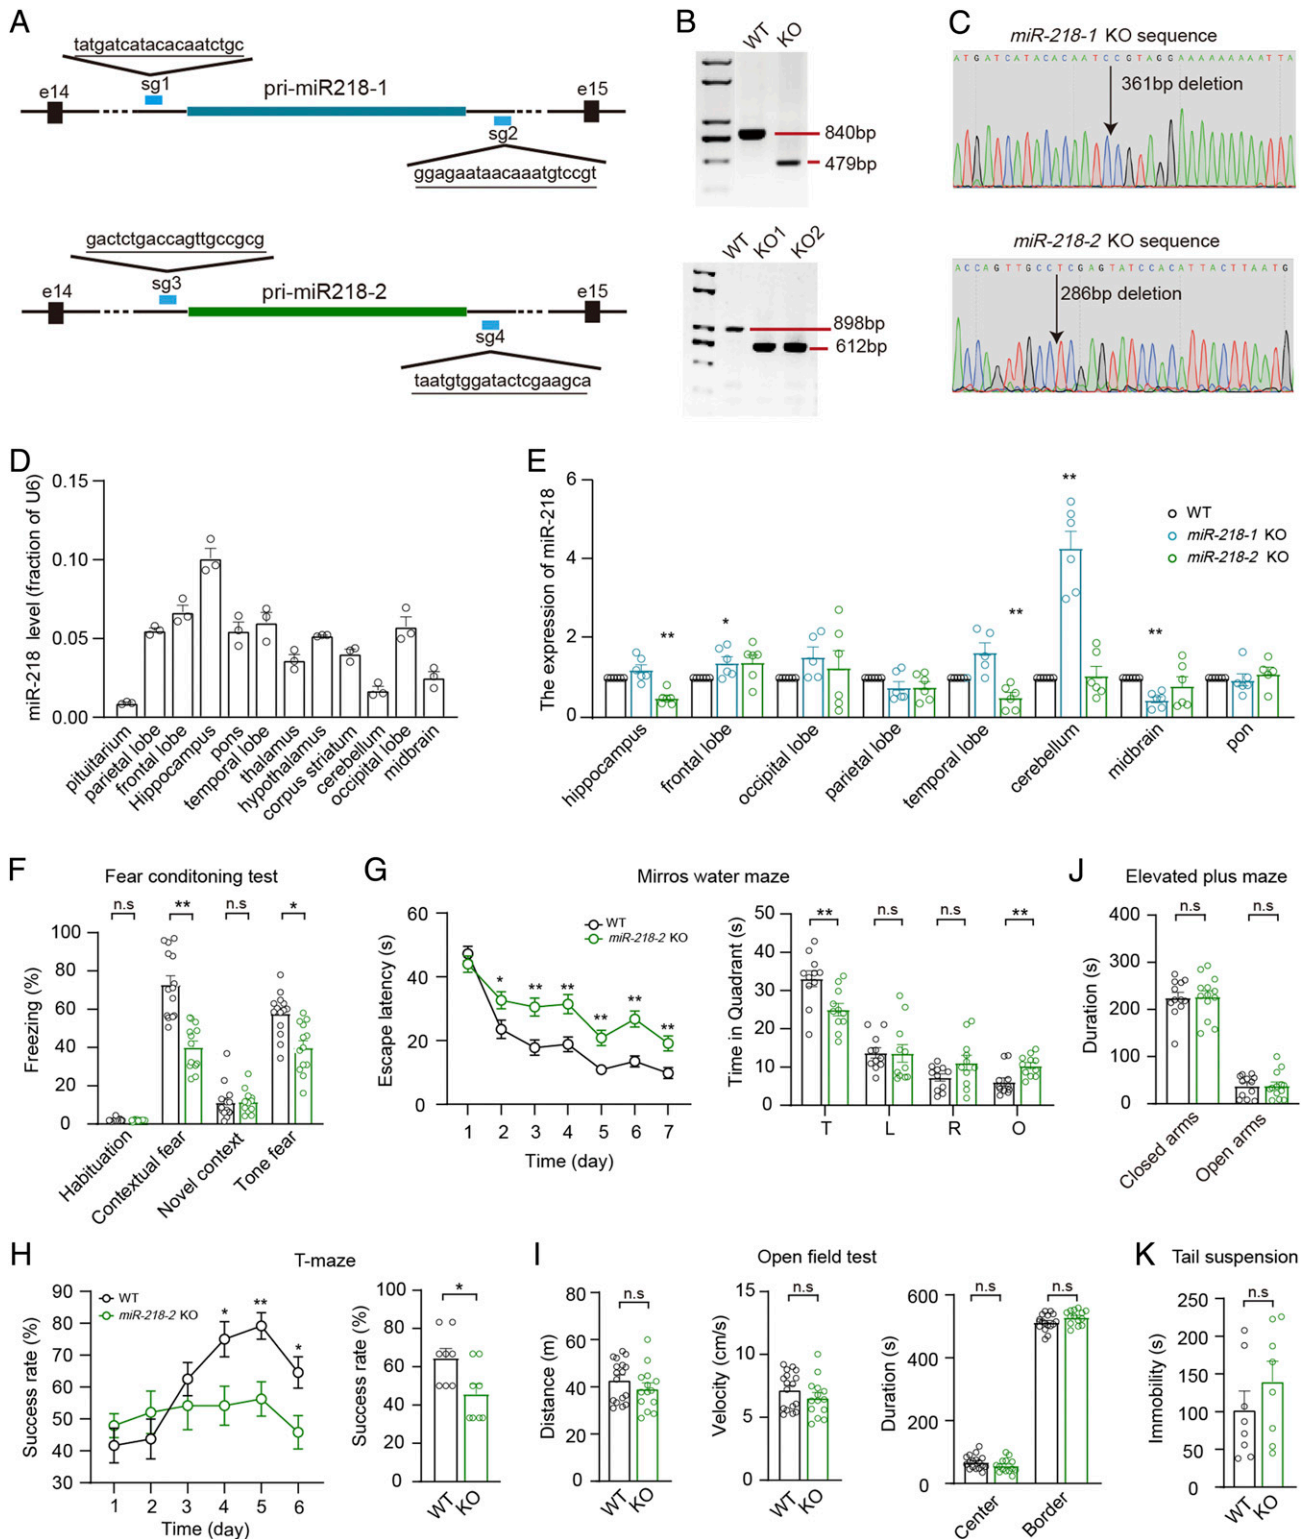 A
tatgatcatacacaatctgc
e14
sg1
pri-miR218-1
e15
sg2
ggagaataacaaatgtccgt
gactctgaccagttgccgcg
e14
sg3
pri-miR218-2
e15
sg4
taatgtggatactcgaagca
B
WT
KO
840bp
479bp
WT
KO1
KO2
898bp
612bp
C
miR-218-1 KO sequence
ATGATCATACACAATCCGTAGGAAAAAAAAAATTA
361bp deletion
miR-218-2 KO sequence
ACCAGTTGCCTCGAGTATCCACATTACTTAATG
286bp deletion
D
miR-218 level (fraction of U6)
0.15
0.10
0.05
0.00
pituitarium
parietal lobe
frontal lobe
Hippocampus
pons
temporal lobe
thalamus
hypothalamus
corpus striatum
cerebellum
occipital lobe
midbrain
E
The expression of miR-218
6
4
2
0
**
*
**
**
**
WT
miR-218-1 KO
miR-218-2 KO
hippocampus
frontal lobe
occipital lobe
parietal lobe
temporal lobe
cerebellum
midbrain
pon
F
Fear conditoning test
n.s
**
n.s
*
Freezing (%)
100
80
60
40
20
0
Habituation
Contextual fear
Novel context
Tone fear
G
Mirros water maze
Escape latency (s)
60
40
20
0
WT
miR-218-2 KO
*
**
**
**
**
**
1 2 3 4 5 6 7
Time (day)
Time in Quadrant (s)
50
40
30
20
10
0
**
n.s
n.s
**
T L R O
J
Elevated plus maze
n.s
n.s
Duration (s)
400
300
200
100
0
Closed arms
Open arms
H
T-maze
Success rate (%)
90
80
70
60
50
40
30
WT
miR-218-2 KO
*
**
*
1 2 3 4 5 6
Time (day)
Success rate (%)
100
80
60
40
20
0
*
WT
KO
I
Open field test
Distance (m)
80
60
40
20
0
n.s
WT
KO
Velocity (cm/s)
15
10
5
0
n.s
WT
KO
Duration (s)
600
400
200
0
n.s
n.s
Center
Border
K
Tail suspension
Immobility (s)
250
200
150
100
50
0
n.s
WT
KO